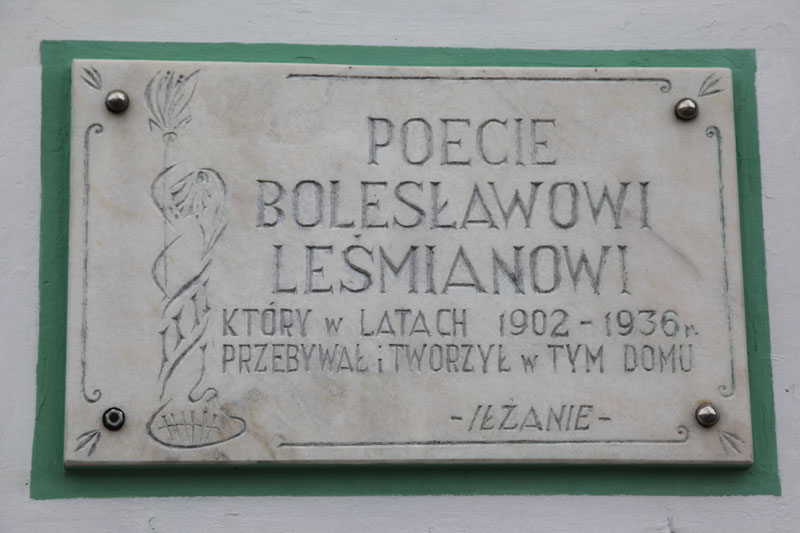 POECIE
BOLESŁAWOWI
LEŚMIANOWI
KTÓRY w LATACH 1902 - 1936 r.
PRZEBYWAŁ i TWORZYŁ w TYM DOMU
- IŁŻANIE -